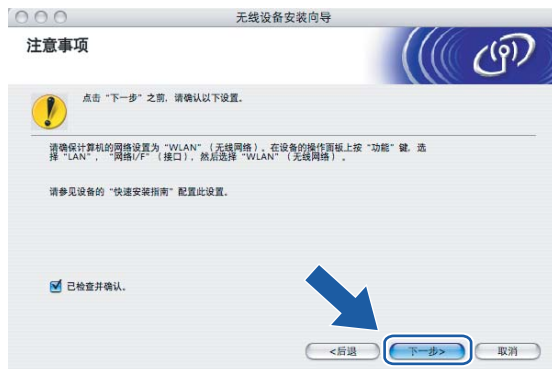 无线设备安装向导
注意事项
点击“下一步”之前，请确认以下设置。
请确保计算机的网络设置为“WLAN”（无线网络）。在设备的操作面板上按“功能”键，选
择“LAN”，“网络I/F”（接口），然后选择“WLAN”（无线网络）。
请参见设备的“快速安装指南”配置此设置。
已检查并确认。
<后退 下一步> 取消